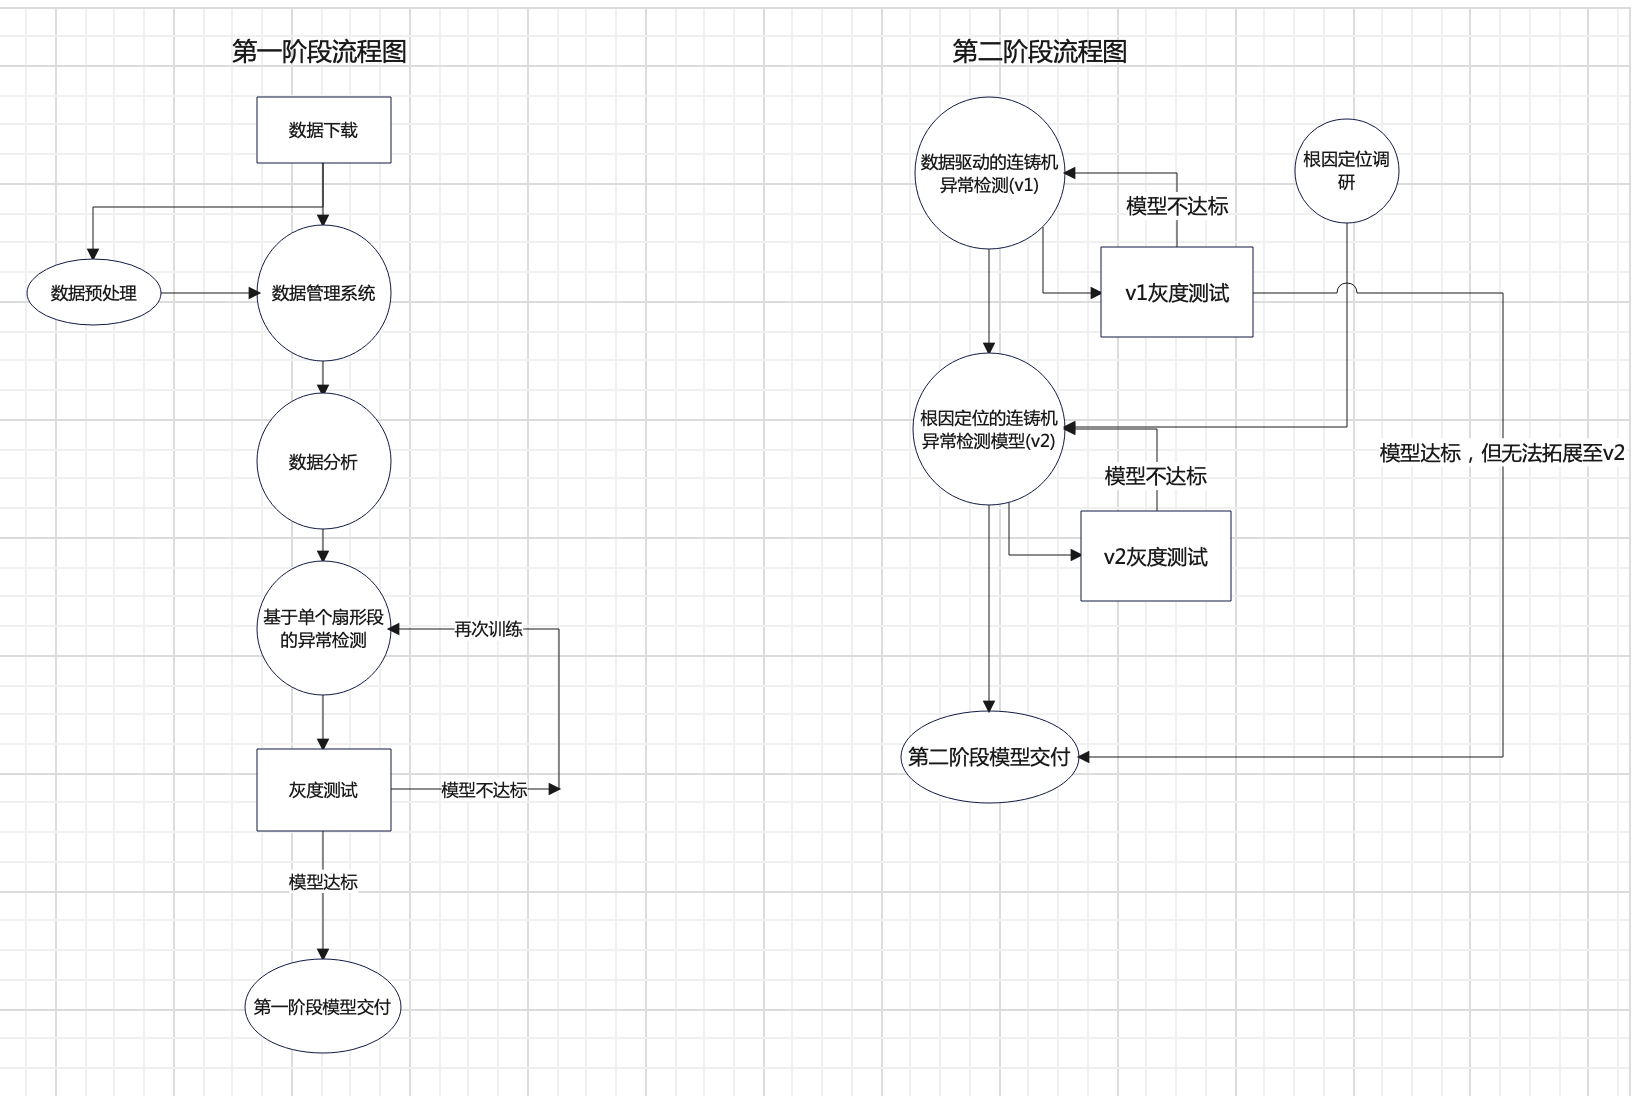 第一阶段流程图
数据下载
数据预处理
数据管理系统
数据分析
基于单个扇形段
的异常检测
再次训练
灰度测试
模型不达标
模型达标
第一阶段模型交付
第二阶段流程图
数据驱动的连铸机
异常检测(v1)
根因定位调
研
模型不达标
v1灰度测试
根因定位的连铸机
异常检测模型(v2)
模型达标，但无法拓展至v2
模型不达标
v2灰度测试
第二阶段模型交付